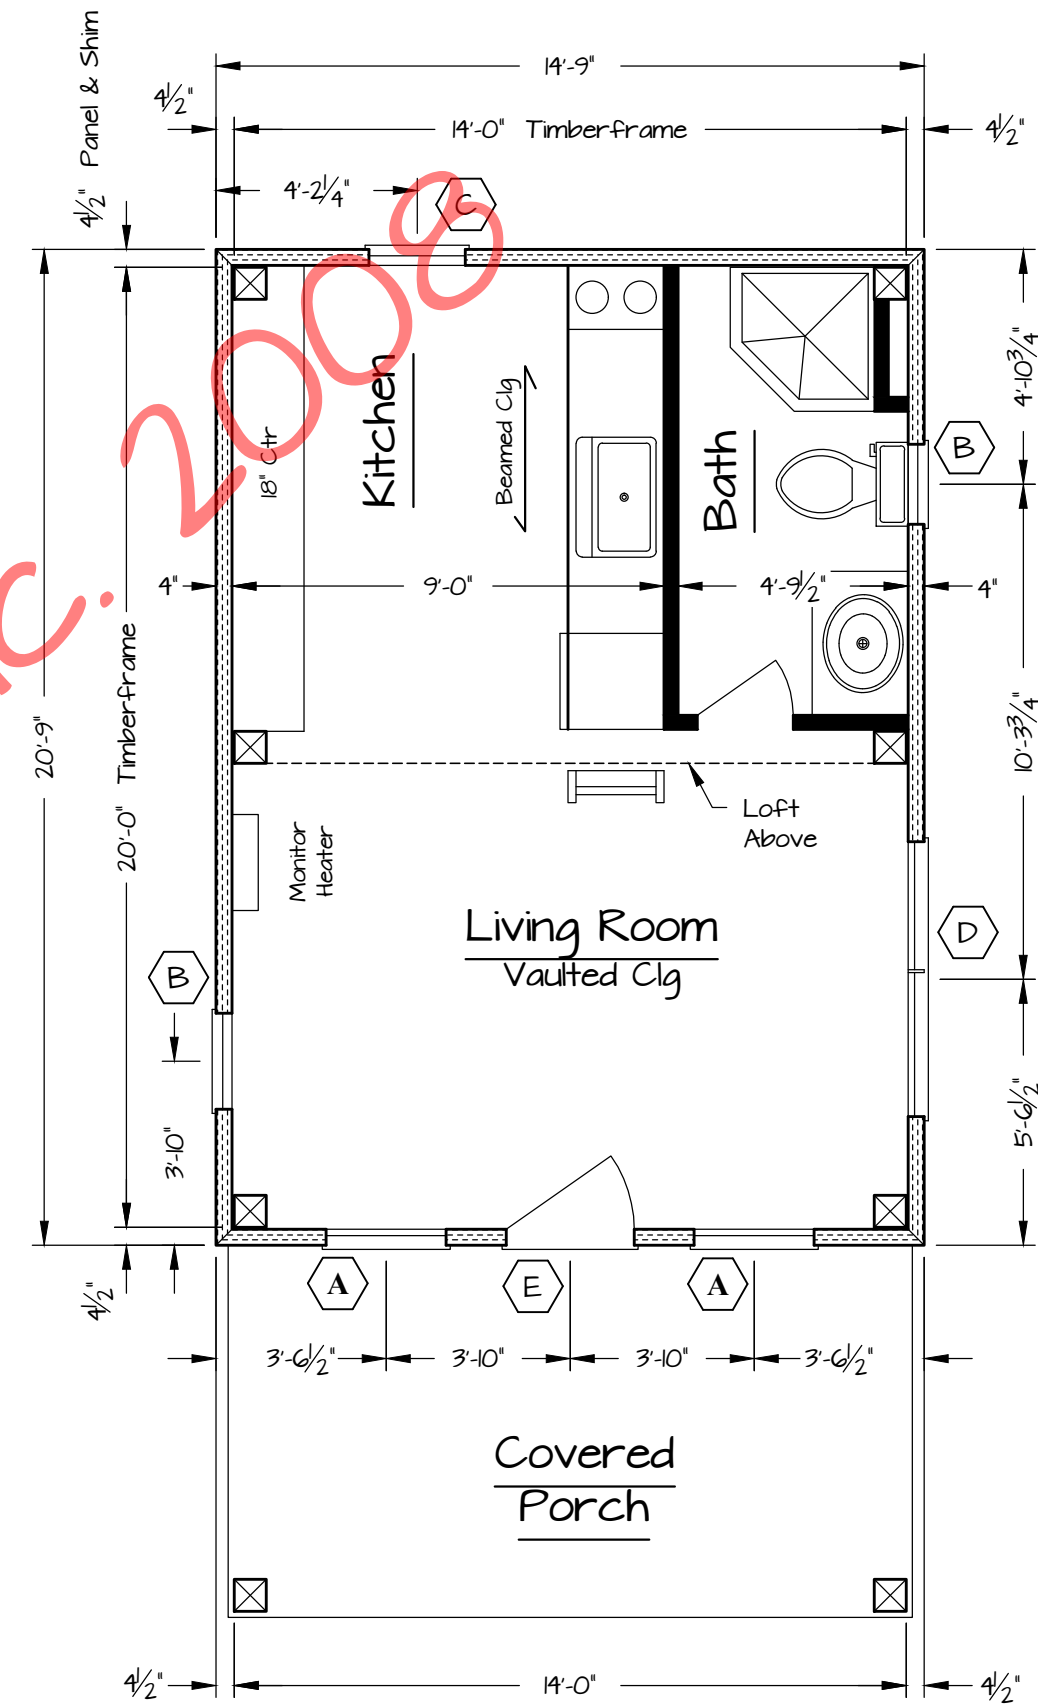 14'-9"
4½" Panel & Shim
4½"
14'-0" Timberframe
4½"
4'-2¼"
C
2008
Kitchen
Beamed Clg
18" Ctr
Bath
4'-10¾"
B
4"
9'-0"
4'-9½"
4"
20'-9"
20'-0" Timberframe
10'-3¾"
Loft
Above
Monitor
Heater
Living Room
Vaulted Clg
D
B
3'-10"
5'-6½"
4½"
A
E
A
3'-6½"
3'-10"
3'-10"
3'-6½"
Covered
Porch
4½"
14'-0"
4½"